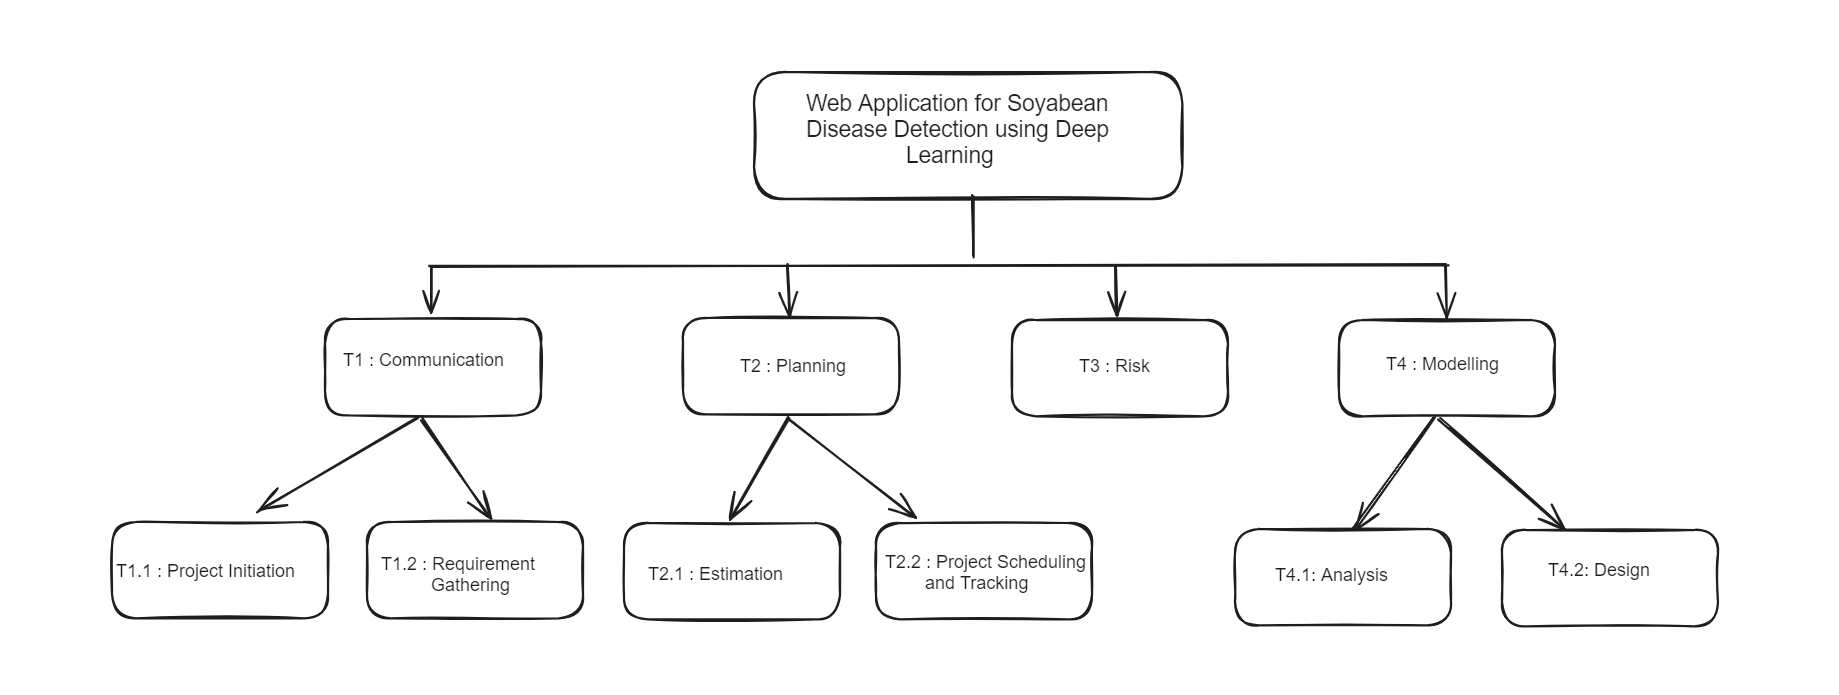 Web Application for Soyabean
Disease Detection using Deep
Learning
T1 : Communication
T2 : Planning
T3 : Risk
T4 : Modelling
T1.1 : Project Initiation
T1.2 : Requirement
Gathering
T2.1 : Estimation
T2.2 : Project Scheduling
and Tracking
T4.1: Analysis
T4.2: Design